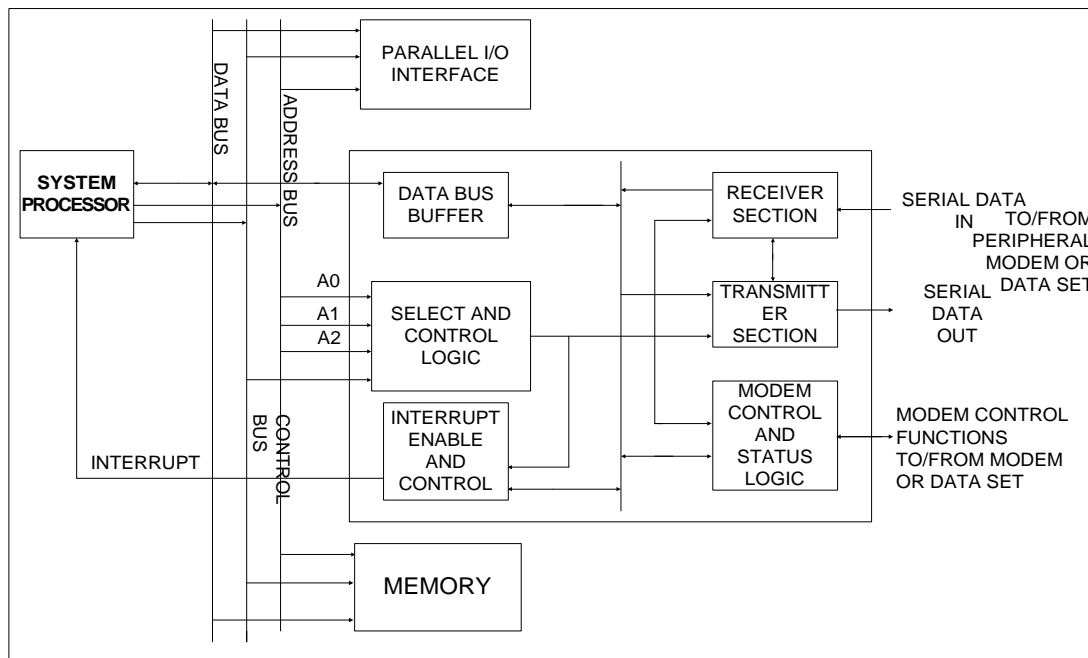 PARALLEL I/O
INTERFACE
DATA BUS
ADDRESS BUS
SYSTEM
PROCESSOR
DATA BUS
BUFFER
RECEIVER
SECTION
SERIAL DATA
IN
TO/FROM
PERIPHERAL
MODEM OR
DATA SET
A0
A1
A2
SELECT AND
CONTROL
LOGIC
TRANSMITT
ER
SECTION
SERIAL
DATA
OUT
CONTROL
BUS
INTERRUPT
INTERRUPT
ENABLE
AND
CONTROL
MODEM
CONTROL
AND
STATUS
LOGIC
MODEM CONTROL
FUNCTIONS
TO/FROM MODEM
OR DATA SET
MEMORY